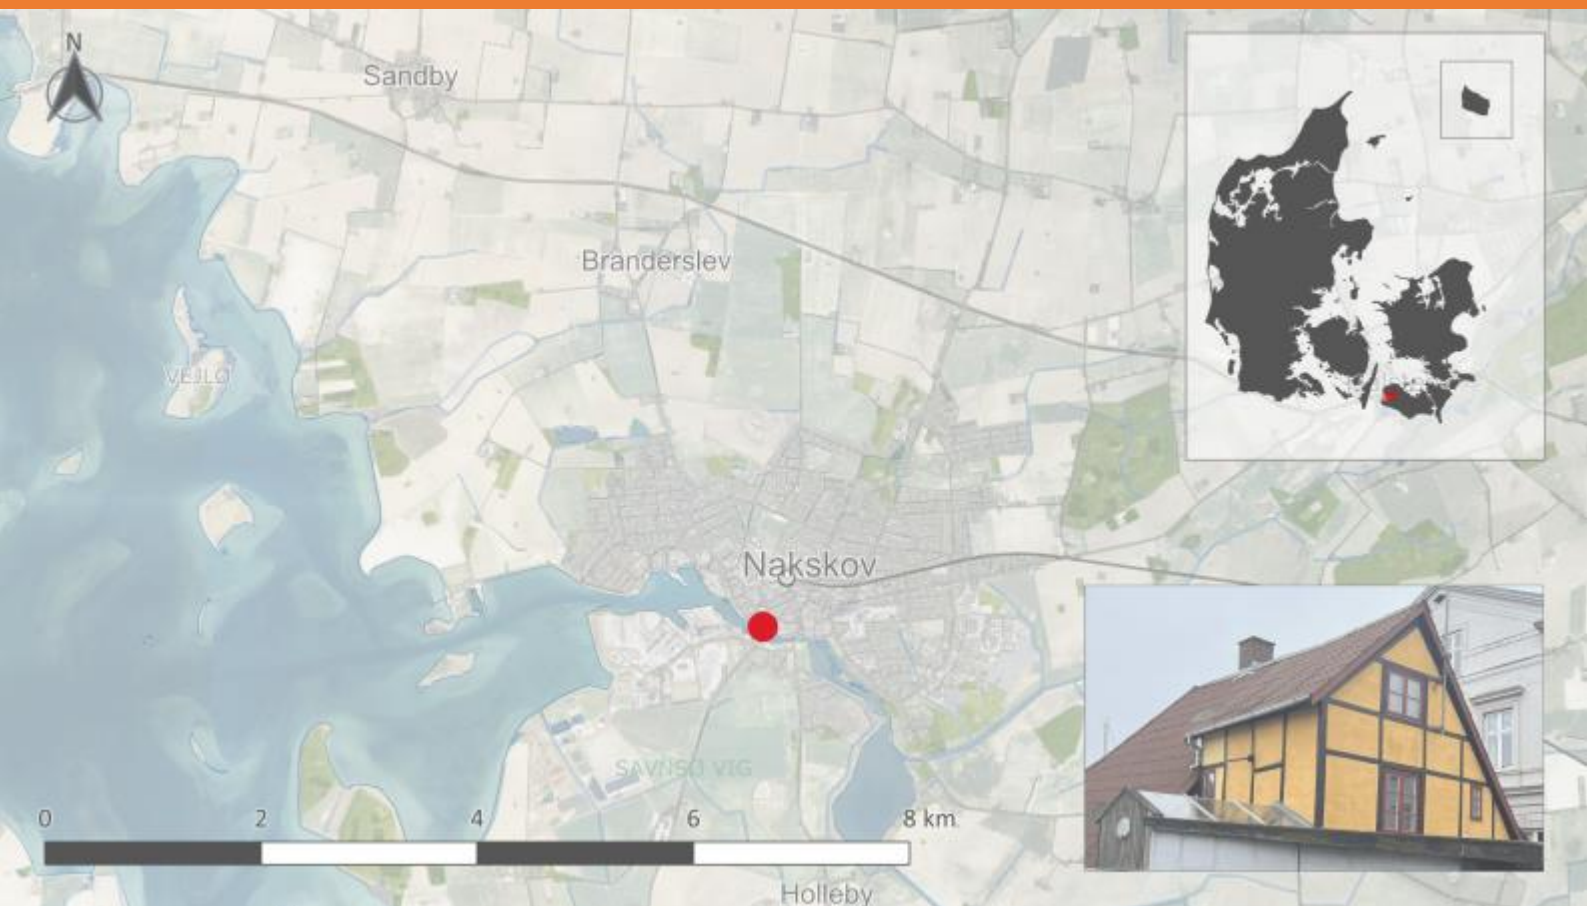 N
Sandby
Branderslev
VEJLØ
Nakskov
SAVNSØ VIG
0 2 4 6 8 km
Holleby